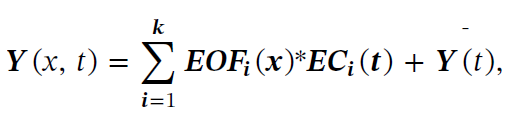 Y (x, t) = ∑_{i=1}^{k} EOF_i (x)*EC_i (t) + Y̅ (t),